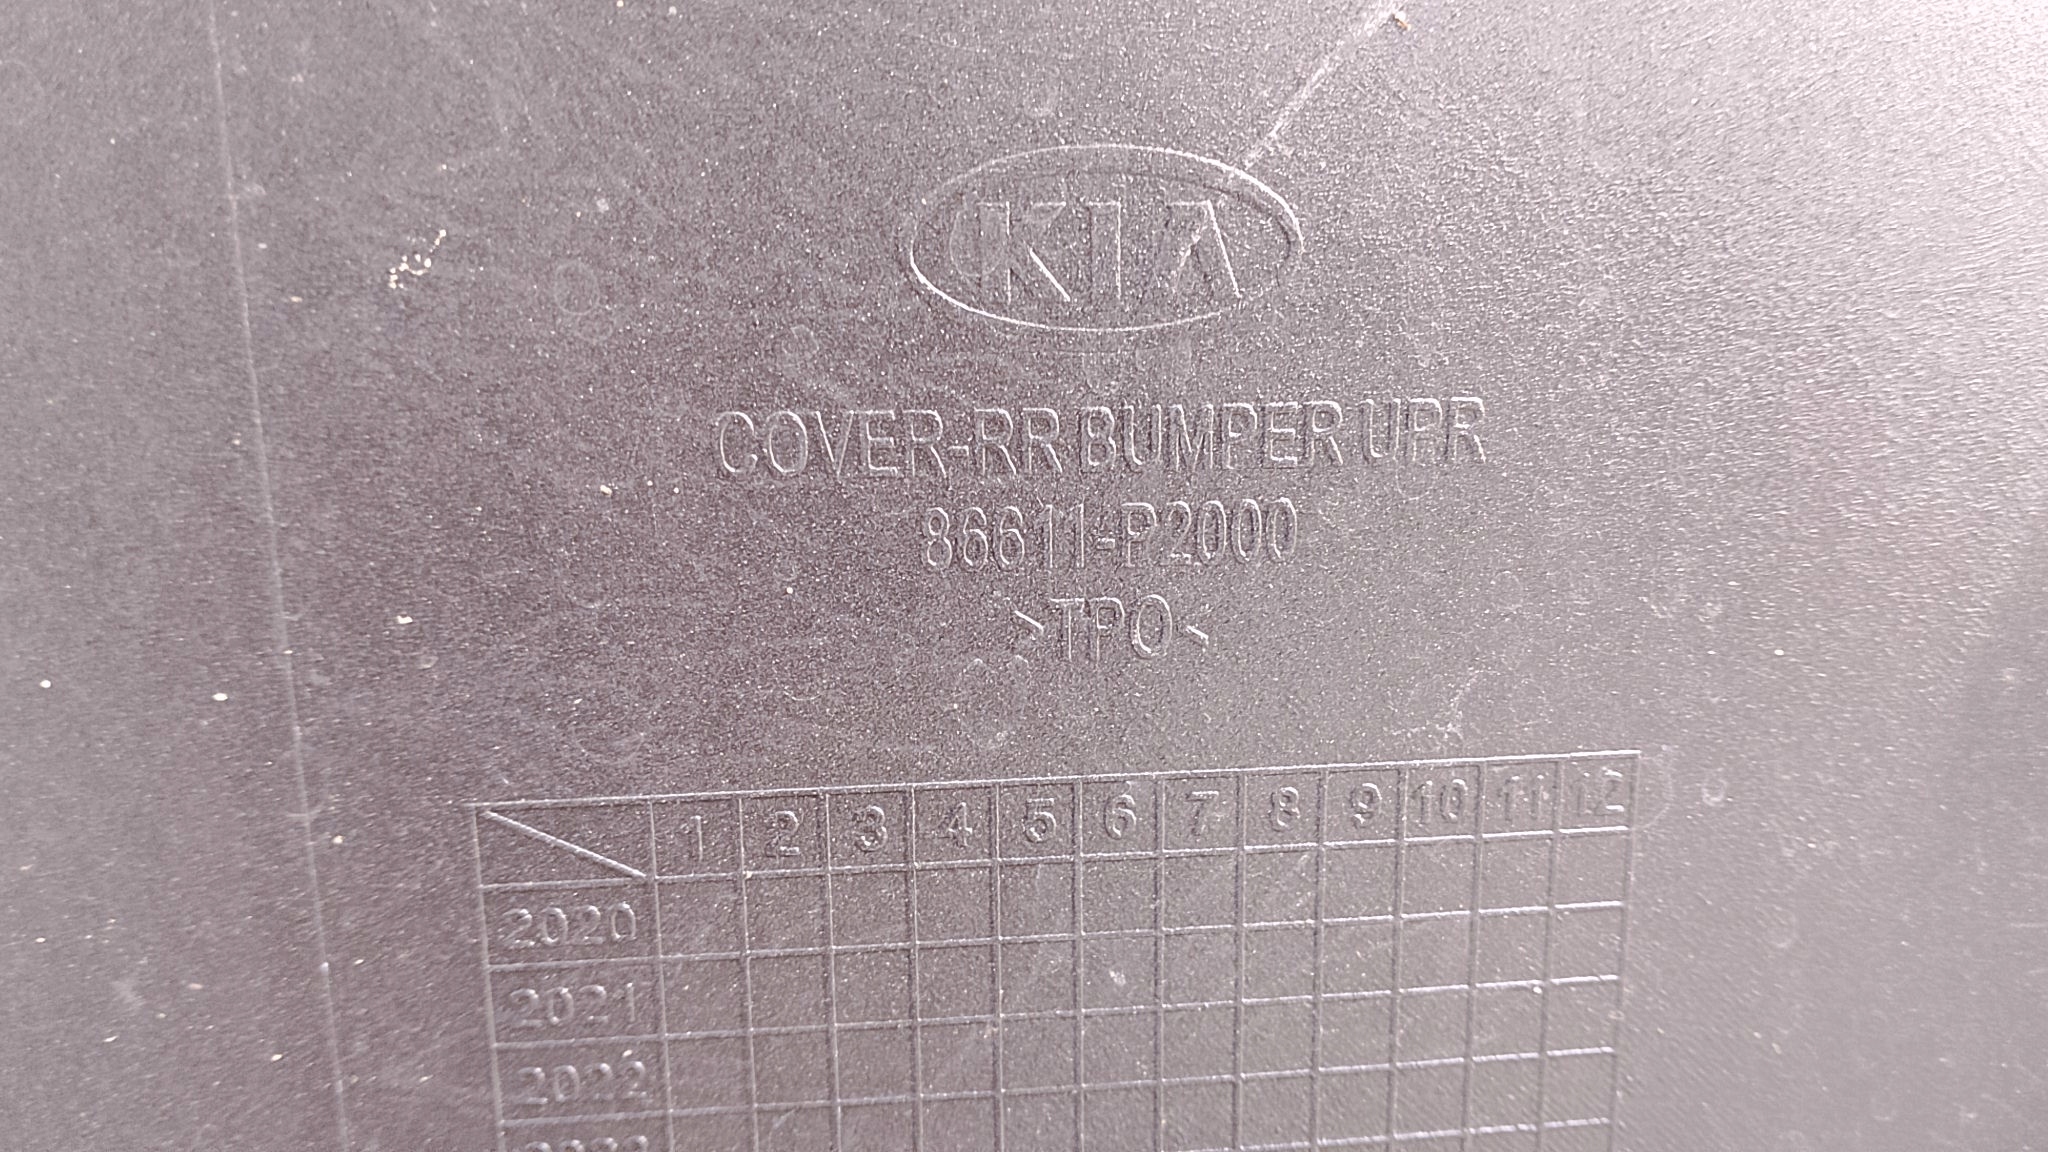 KIA
COVER-RR BUMPER UPR
86611-P2000
>TPO<
1 2 3 4 5 6 7 8 9 10 11 12
2020
2021
2022